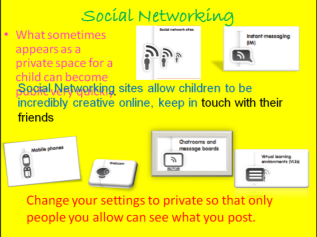 Social Networking
• What sometimes
appears as a
private space for a
child can become
public very quickly.
Social network sites
Instant messaging
(IM)
Social Networking sites allow children to be
incredibly creative online, keep in touch with their
friends
Mobile phones
Webcam
Chatrooms and
message boards
Virtual learning
environments (VLEs)
Change your settings to private so that only
people you allow can see what you post.